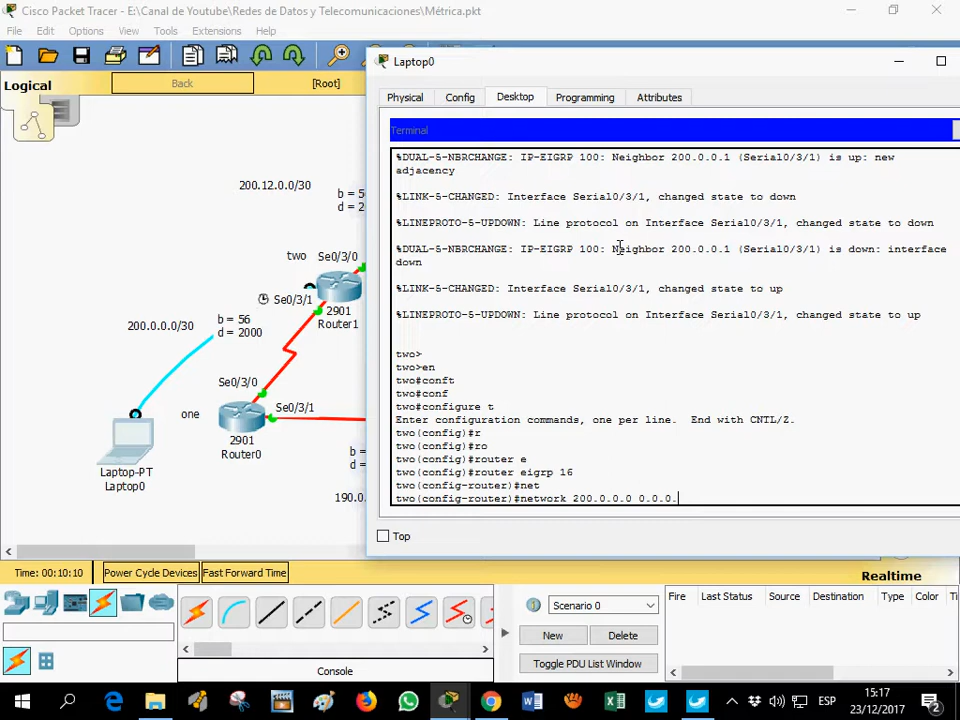 Cisco Packet Tracer - E:\Canal de Youtube\Redes de Datos y Telecomunicaciones\Métrica.pkt
File Edit Options View Tools Extensions Help
Logical
Back
[Root]
200.12.0.0/30
b = 5
d = 2
two
Se0/3/0
Se0/3/1
2901
Router1
200.0.0.0/30
b = 56
d = 2000
Se0/3/0
Se0/3/1
one
2901
Router0
Laptop-PT
Laptop0
b =
d =
190.0
Laptop0
Physical Config Desktop Programming Attributes
Terminal
%DUAL-5-NBRCHANGE: IP-EIGRP 100: Neighbor 200.0.0.1 (Serial0/3/1) is up: new
adjacency
%LINK-5-CHANGED: Interface Serial0/3/1, changed state to down
%LINEPROTO-5-UPDOWN: Line protocol on Interface Serial0/3/1, changed state to down
%DUAL-5-NBRCHANGE: IP-EIGRP 100: Neighbor 200.0.0.1 (Serial0/3/1) is down: interface
down
%LINK-5-CHANGED: Interface Serial0/3/1, changed state to up
%LINEPROTO-5-UPDOWN: Line protocol on Interface Serial0/3/1, changed state to up
two>
two>en
two#conft
two#conf
two#configure t
Enter configuration commands, one per line. End with CNTL/Z.
two(config)#r
two(config)#ro
two(config)#router e
two(config)#router eigrp 16
two(config-router)#net
two(config-router)#network 200.0.0.0 0.0.0.
Top
Time: 00:10:10
Power Cycle Devices
Fast Forward Time
Realtime
Scenario 0
New
Delete
Toggle PDU List Window
Fire Last Status Source Destination Type Color Ti
Console
ESP
15:17
23/12/2017
2